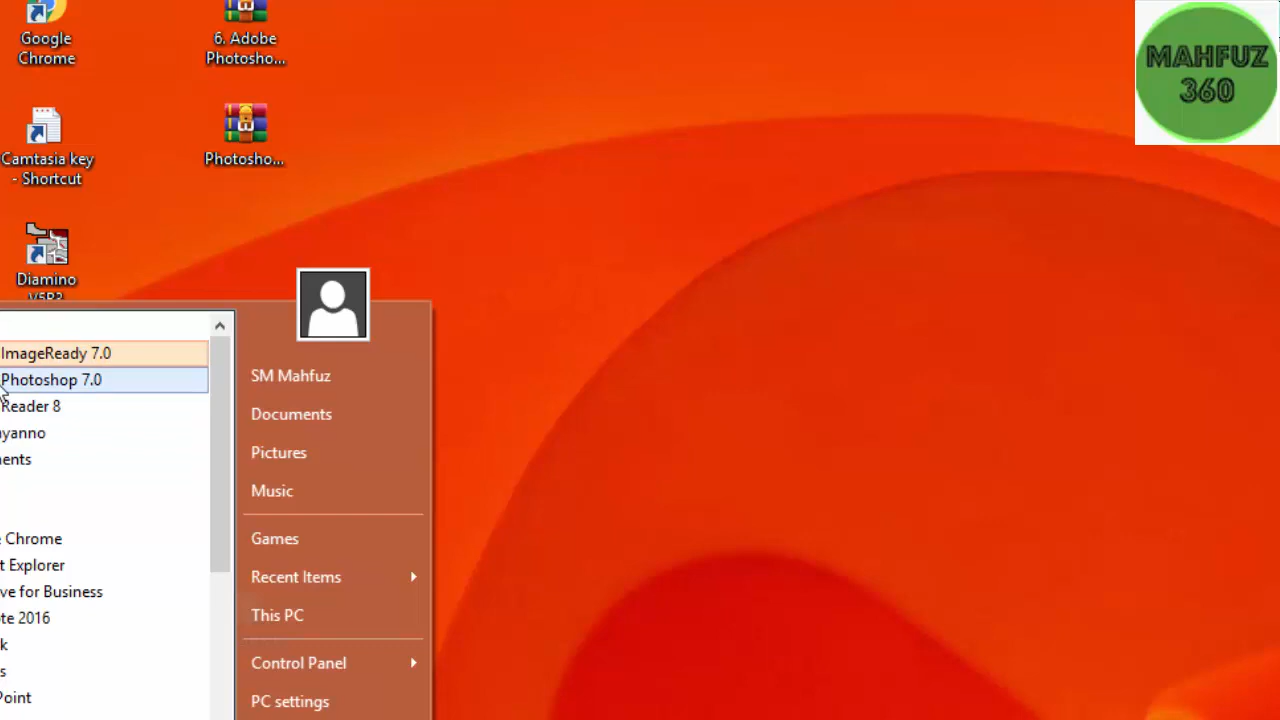 Google
Chrome
6. Adobe
Photosho...
MAHFUZ
360
Camtasia key
- Shortcut
Photosho...
Diamino
V5R3
ImageReady 7.0
Photoshop 7.0
Reader 8
yanno
ents
Chrome
t Explorer
ve for Business
te 2016
k
s
Point
SM Mahfuz
Documents
Pictures
Music
Games
Recent Items
This PC
Control Panel
PC settings